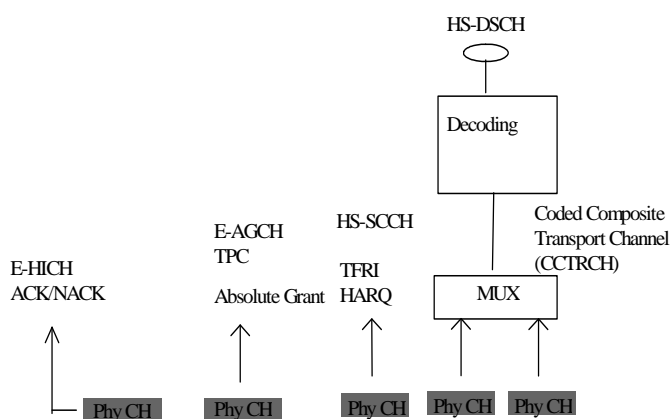 HS-DSCH
Decoding
HS-SCCH
Coded Composite
Transport Channel
(CCTRCH)
E-AGCH
TPC
E-HICH
ACK/NACK
Absolute Grant
TFRI
HARQ
MUX
Phy CH
Phy CH
Phy CH
Phy CH
Phy CH